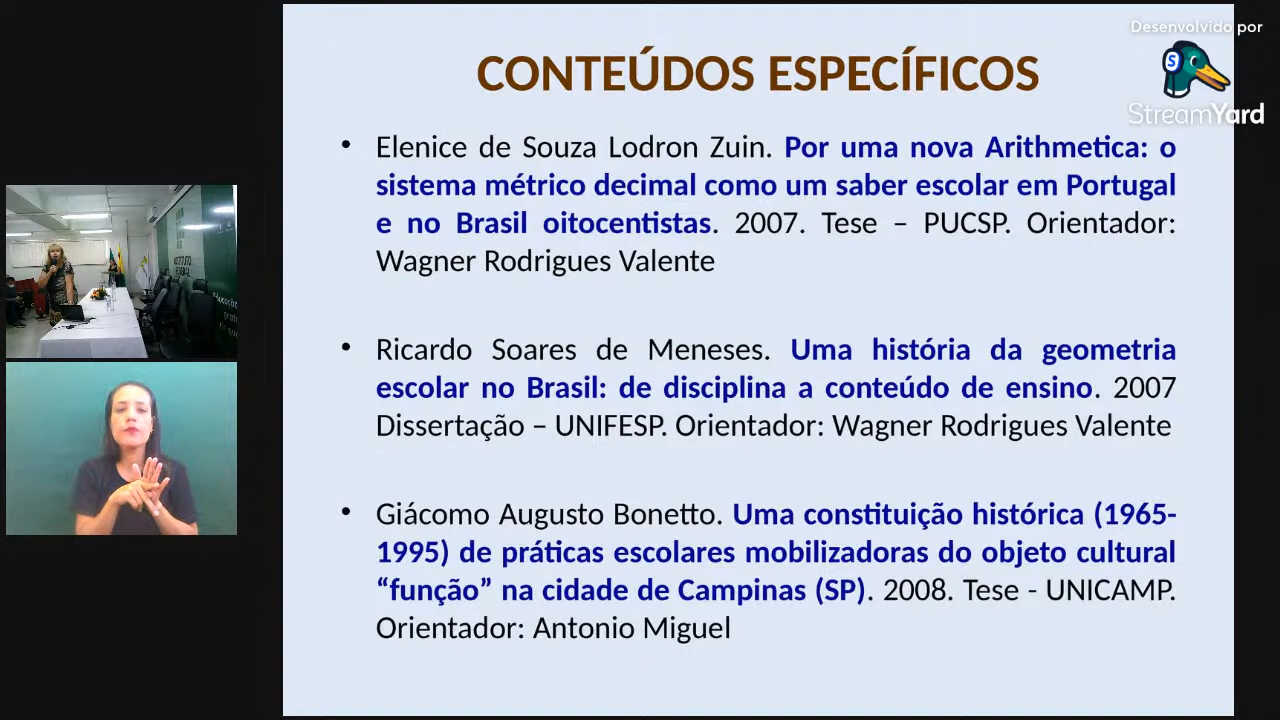 Desenvolvido por
StreamYard
CONTEÚDOS ESPECÍFICOS
• Elenice de Souza Lodron Zuin. Por uma nova Arithmetica: o
sistema métrico decimal como um saber escolar em Portugal
e no Brasil oitocentistas. 2007. Tese – PUCSP. Orientador:
Wagner Rodrigues Valente
• Ricardo Soares de Meneses. Uma história da geometria
escolar no Brasil: de disciplina a conteúdo de ensino. 2007
Dissertação – UNIFESP. Orientador: Wagner Rodrigues Valente
• Giácomo Augusto Bonetto. Uma constituição histórica (1965-
1995) de práticas escolares mobilizadoras do objeto cultural
“função” na cidade de Campinas (SP). 2008. Tese - UNICAMP.
Orientador: Antonio Miguel